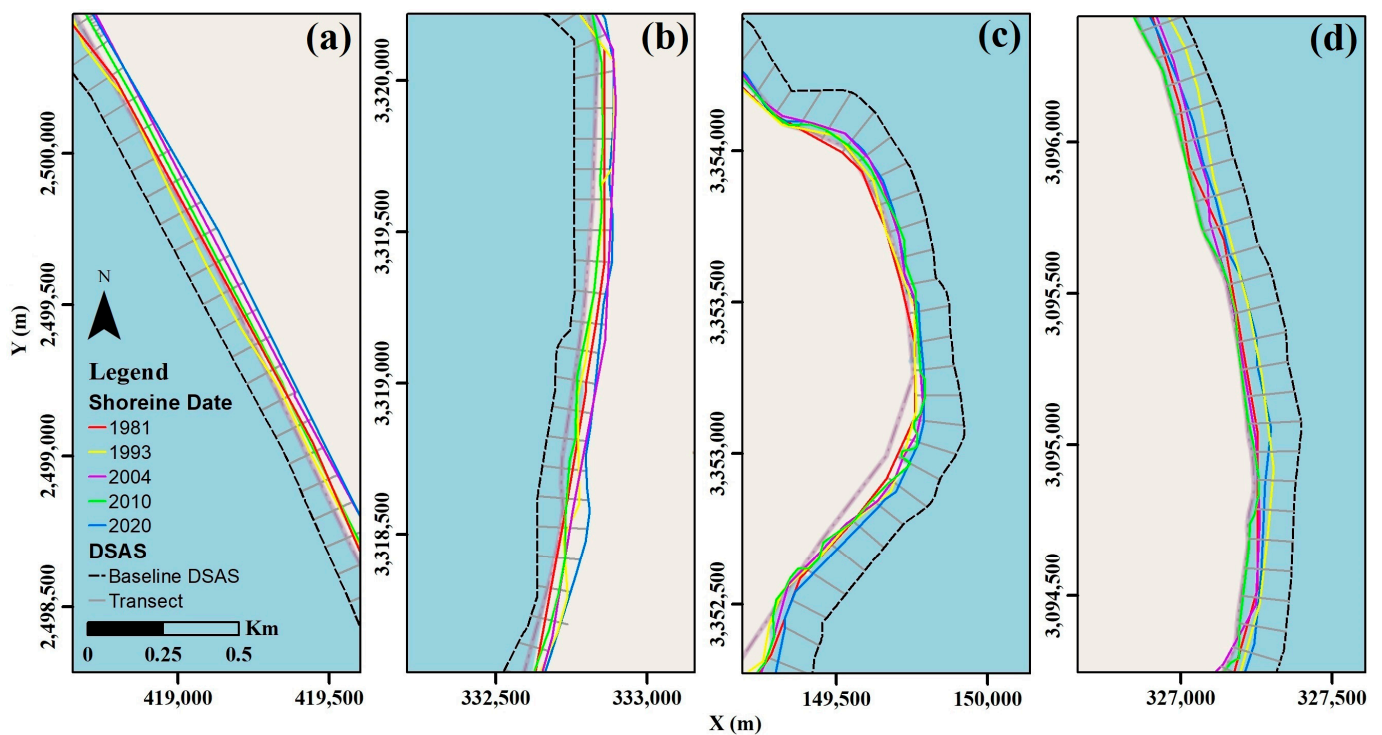 (a)
(b)
(c)
(d)
Y (m)
2,500,000
2,499,500
2,499,000
2,498,500
N
Legend
Shoreine Date
1981
1993
2004
2010
2020
DSAS
Baseline DSAS
Transect
Km
0 0.25 0.5
419,000 419,500
3,320,000
3,319,500
3,319,000
3,318,500
332,500 333,000
3,354,000
3,353,500
3,353,000
3,352,500
149,500 150,000
3,096,000
3,095,500
3,095,000
3,094,500
327,000 327,500
X (m)